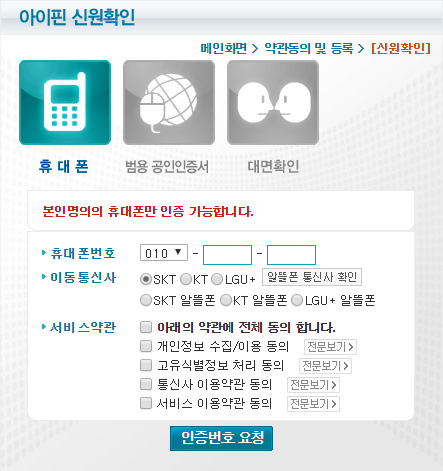 아이핀 신원확인
메인화면 > 약관동의 및 등록 > [신원확인]
휴대폰 범용 공인인증서 대면확인
본인명의의 휴대폰만 인증 가능합니다.
휴대폰번호 010 - -
이동통신사 SKT KT LGU+ 알뜰폰 통신사 확인
SKT 알뜰폰 KT 알뜰폰 LGU+ 알뜰폰
서비스약관 아래의 약관에 전체 동의 합니다.
개인정보 수집/이용 동의 전문보기>
고유식별정보 처리 동의 전문보기>
통신사 이용약관 동의 전문보기>
서비스 이용약관 동의 전문보기>
인증번호 요청